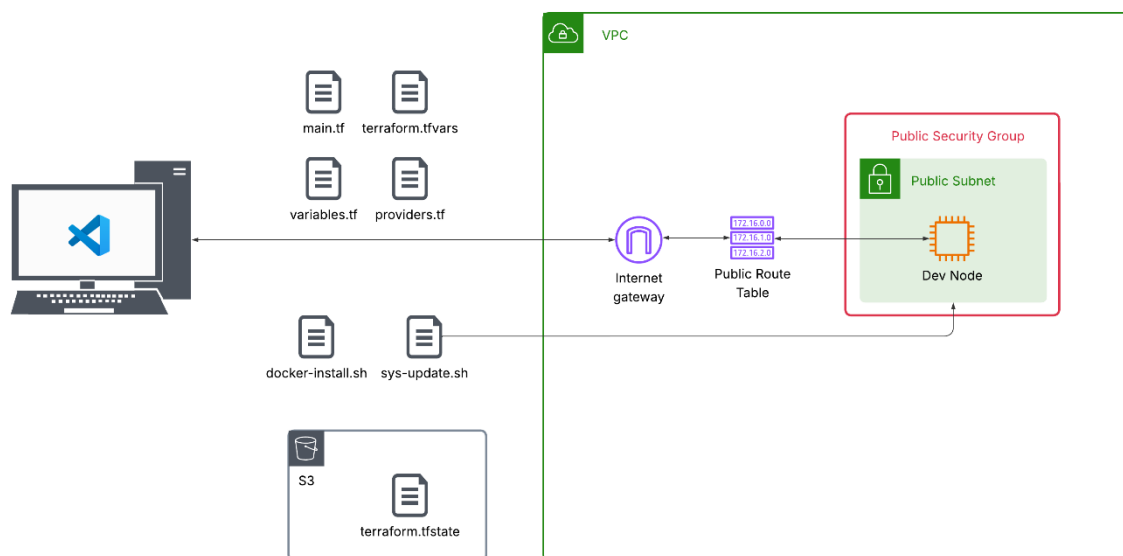 VPC
main.tf
terraform.tfvars
variables.tf
providers.tf
Public Security Group
Public Subnet
Internet
gateway
172.16.0.0
172.16.1.0
172.16.2.0
Public Route
Table
Dev Node
docker-install.sh
sys-update.sh
S3
terraform.tfstate